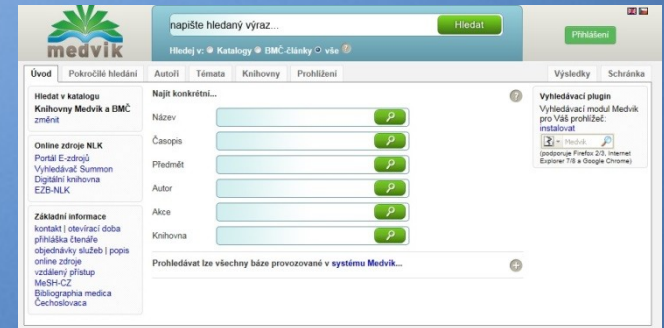 medvik
napište hledaný výraz...
Hledat
Hledej v: Katalogy BMČ-články vše
Přihlášení
Úvod
Pokročilé hledání
Autoři
Témata
Knihovny
Prohlížení
Výsledky
Schránka
Hledat v katalogu
Knihovny Medvik a BMČ
změnit
Online zdroje NLK
Portál E-zdrojů
Vyhledávač Summon
Digitální knihovna
EZB-NLK
Základní informace
kontakt | otevírací doba
přihláška čtenáře
objednávky služeb | popis
online zdroje
vzdálený přístup
MeSH-CZ
Bibliographia medica
Čechoslovaca
Najít konkrétní...
Název
Časopis
Předmět
Autor
Akce
Knihovna
Prohledávat lze všechny báze provozované v systému Medvik...
Vyhledávací plugin
Vyhledávací modul Medvik
pro Váš prohlížeč:
instalovat
Medvik
(podporuje Firefox 2/3, Internet
Explorer 7/8 a Google Chrome)